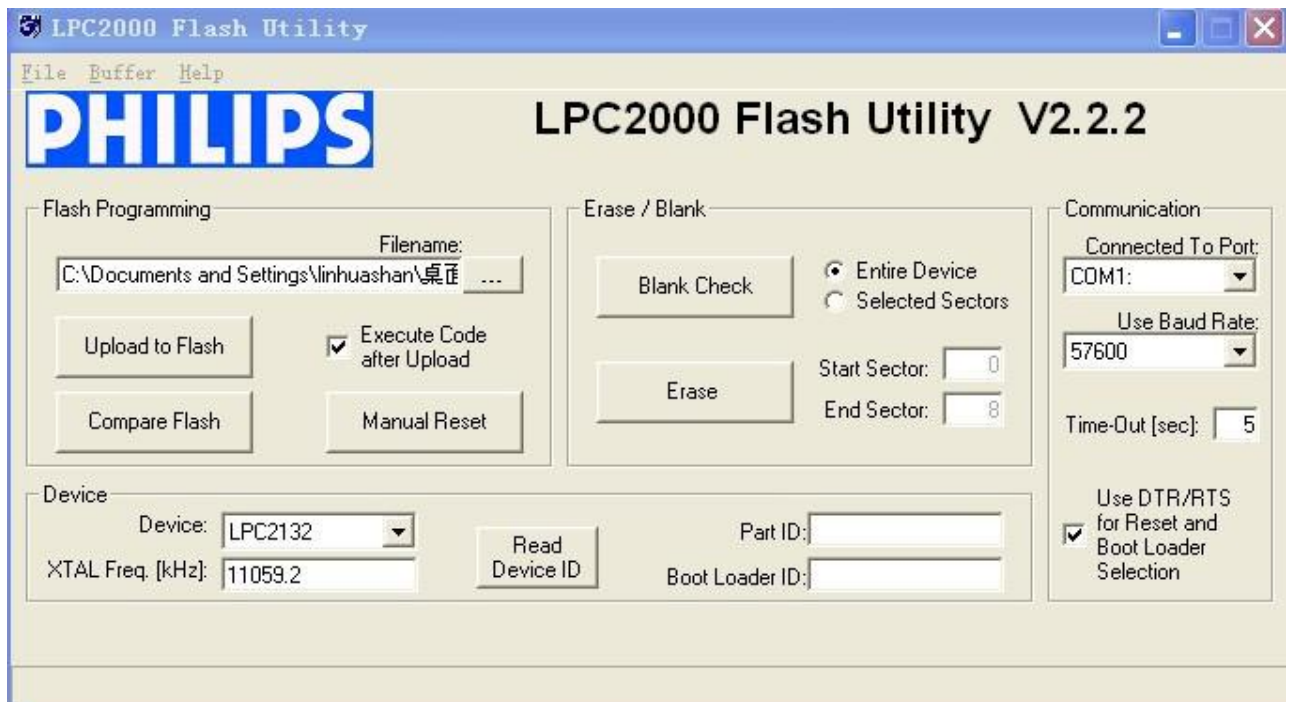 LPC2000 Flash Utility
File Buffer Help
PHILIPS
LPC2000 Flash Utility V2.2.2
Flash Programming
Filename:
C:\Documents and Settings\linhuashan\桌面
...
Upload to Flash
Execute Code
after Upload
Compare Flash
Manual Reset
Erase / Blank
Blank Check
Entire Device
Selected Sectors
Erase
Start Sector: 0
End Sector: 8
Communication
Connected To Port:
COM1:
Use Baud Rate:
57600
Time-Out [sec]: 5
Use DTR/RTS
for Reset and
Boot Loader
Selection
Device
Device: LPC2132
XTAL Freq. [kHz]: 11059.2
Read
Device ID
Part ID:
Boot Loader ID: